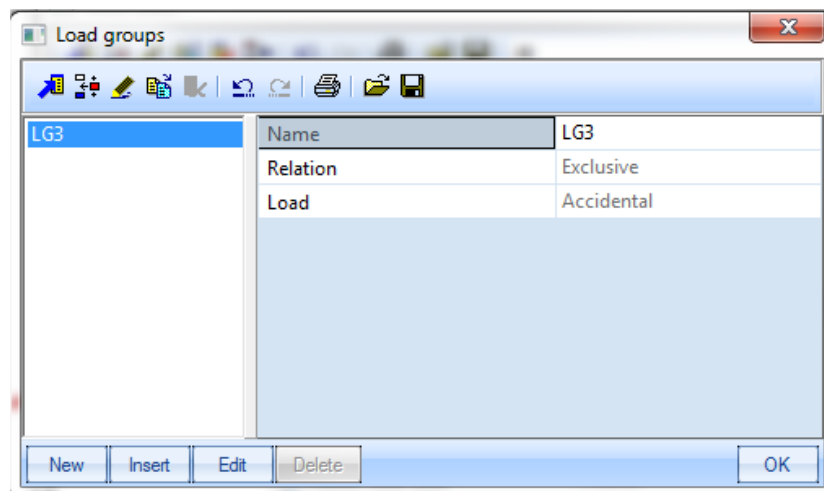 Load groups
LG3
Name LG3
Relation Exclusive
Load Accidental
New Insert Edit Delete OK